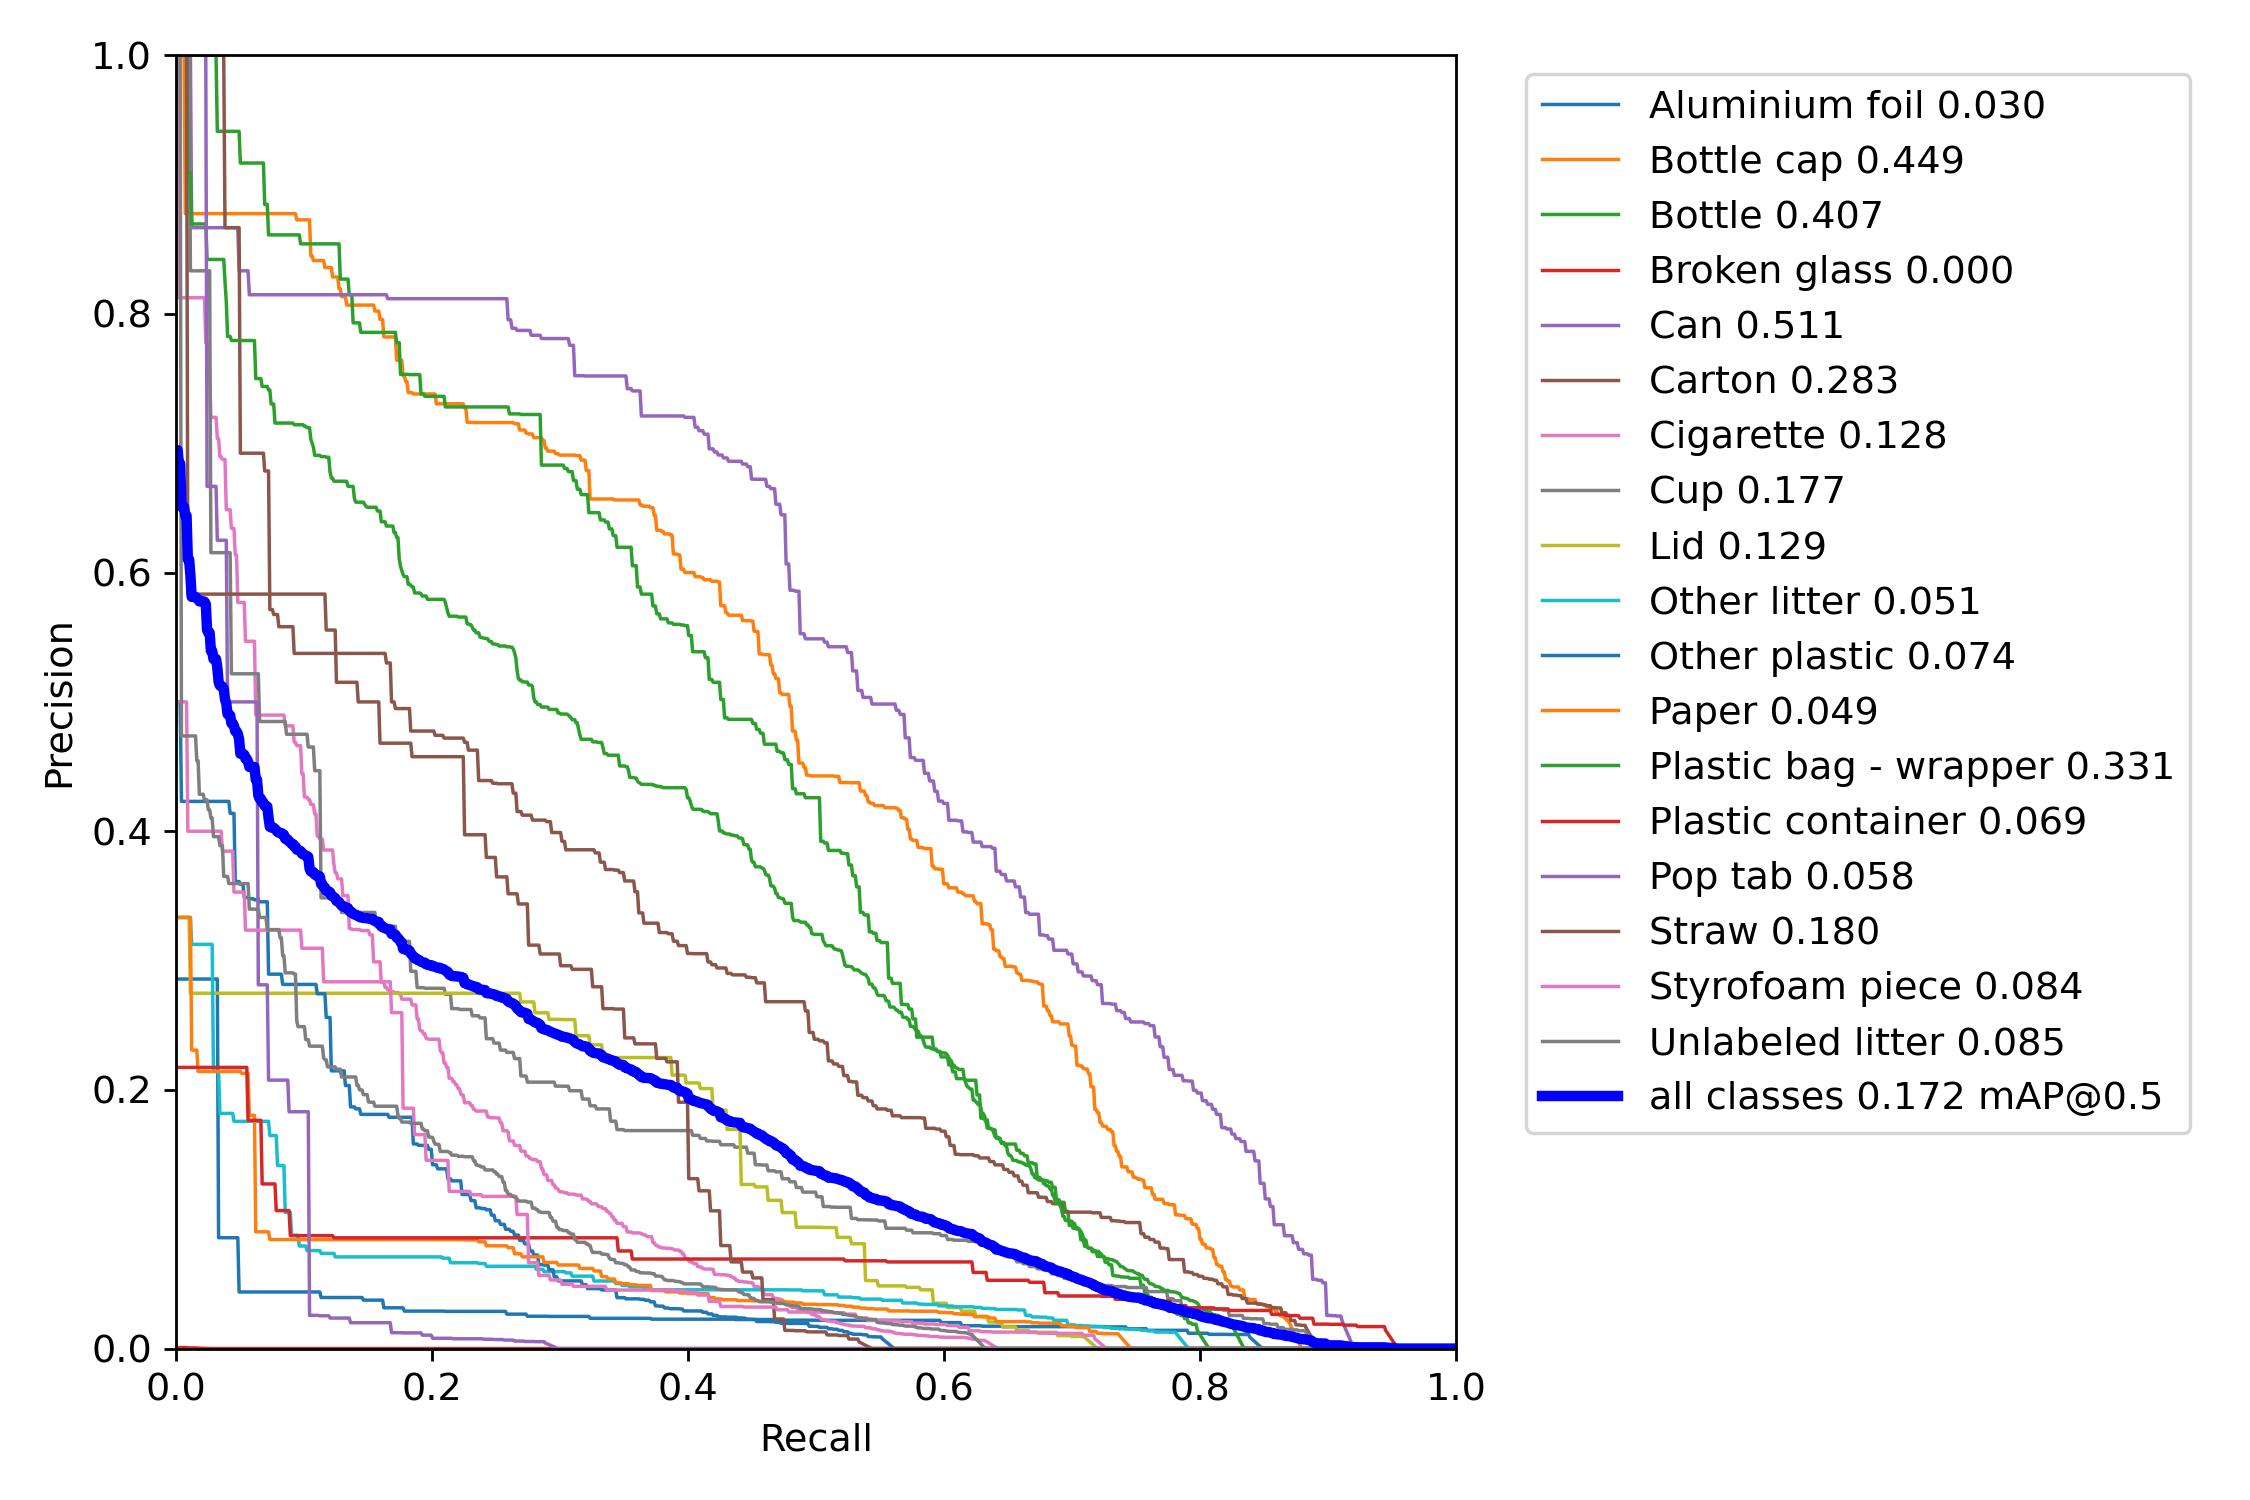 1.0
0.8
0.6
0.4
0.2
0.0
Precision
0.0 0.2 0.4 0.6 0.8 1.0
Recall
Aluminium foil 0.030
Bottle cap 0.449
Bottle 0.407
Broken glass 0.000
Can 0.511
Carton 0.283
Cigarette 0.128
Cup 0.177
Lid 0.129
Other litter 0.051
Other plastic 0.074
Paper 0.049
Plastic bag - wrapper 0.331
Plastic container 0.069
Pop tab 0.058
Straw 0.180
Styrofoam piece 0.084
Unlabeled litter 0.085
all classes 0.172 mAP@0.5